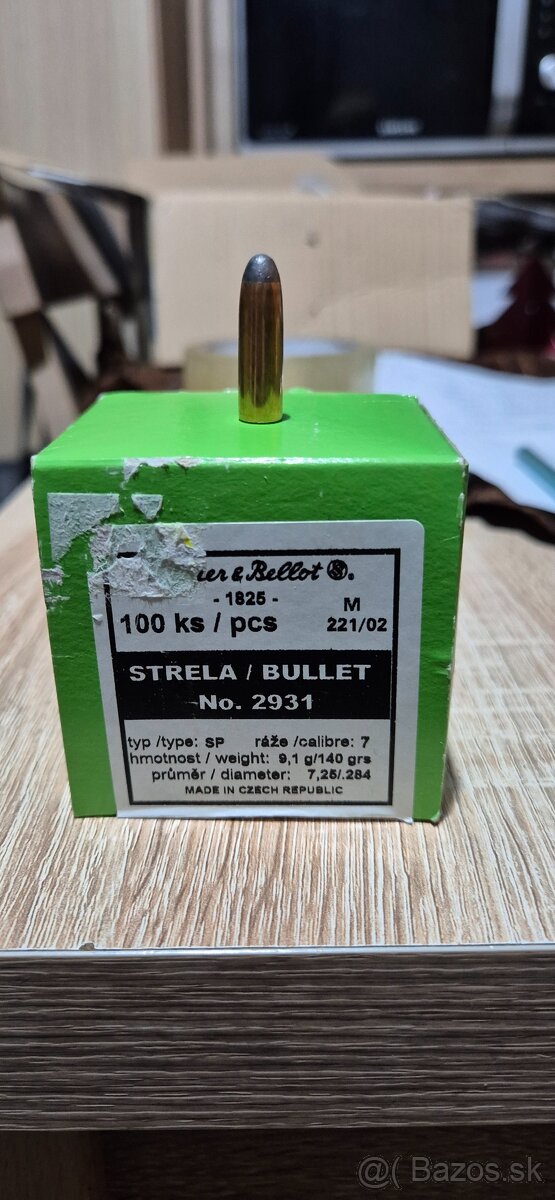 & Bellot
- 1825 -
100 ks / pcs
M
221/02
STRELA / BULLET
No. 2931
typ /type: SP ráže /calibre: 7
hmotnost / weight: 9,1 g/140 grs
průměr / diameter: 7,25/.284
MADE IN CZECH REPUBLIC
@( Bazos.sk